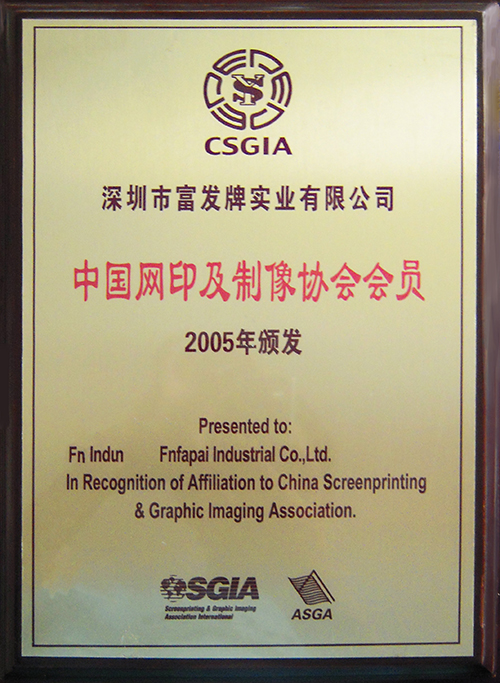 CSGIA
深圳市富发牌实业有限公司
中国网印及制像协会会员
2005年颁发
Presented to:
Fn Indun Fnfapai Industrial Co.,Ltd.
In Recognition of Affiliation to China Screenprinting
& Graphic Imaging Association.
SGIA
Screenprinting & Graphic Imaging
Association International
ASGA